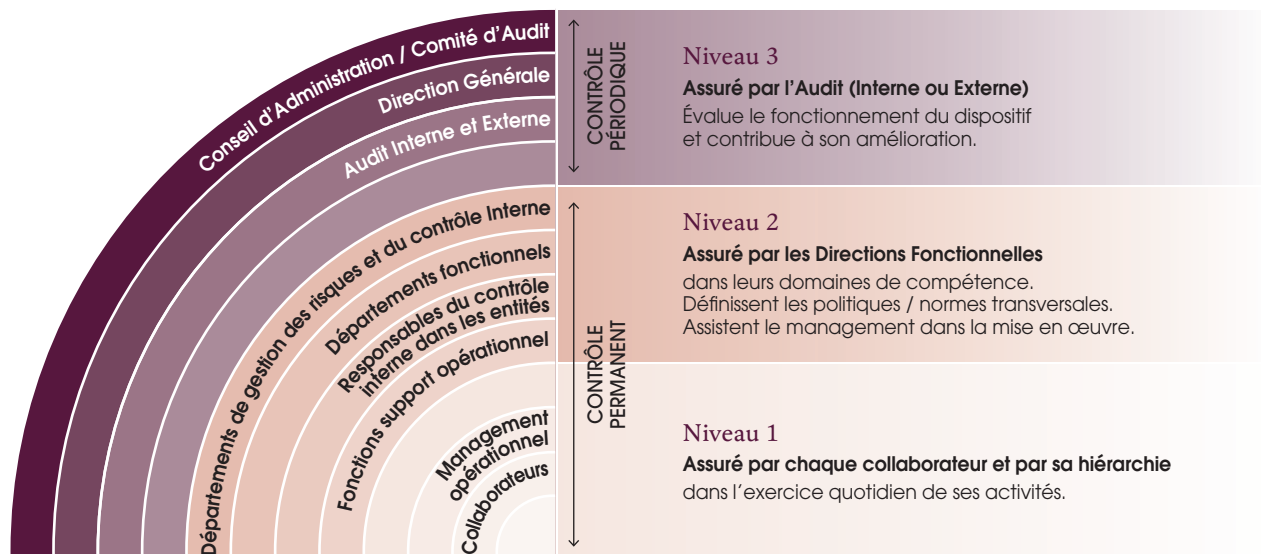 Conseil d'Administration / Comité d'Audit
Direction Générale
Audit Interne et Externe
Départements de gestion des risques et du contrôle Interne
Départements fonctionnels
Responsables du contrôle
interne dans les entités
Fonctions support opérationnel
Management
opérationnel
Collaborateurs
CONTRÔLE
PÉRIODIQUE
Niveau 3
Assuré par l'Audit (Interne ou Externe)
Évalue le fonctionnement du dispositif
et contribue à son amélioration.
CONTRÔLE
PERMANENT
Niveau 2
Assuré par les Directions Fonctionnelles
dans leurs domaines de compétence.
Définissent les politiques / normes transversales.
Assistent le management dans la mise en œuvre.
Niveau 1
Assuré par chaque collaborateur et par sa hiérarchie
dans l'exercice quotidien de ses activités.